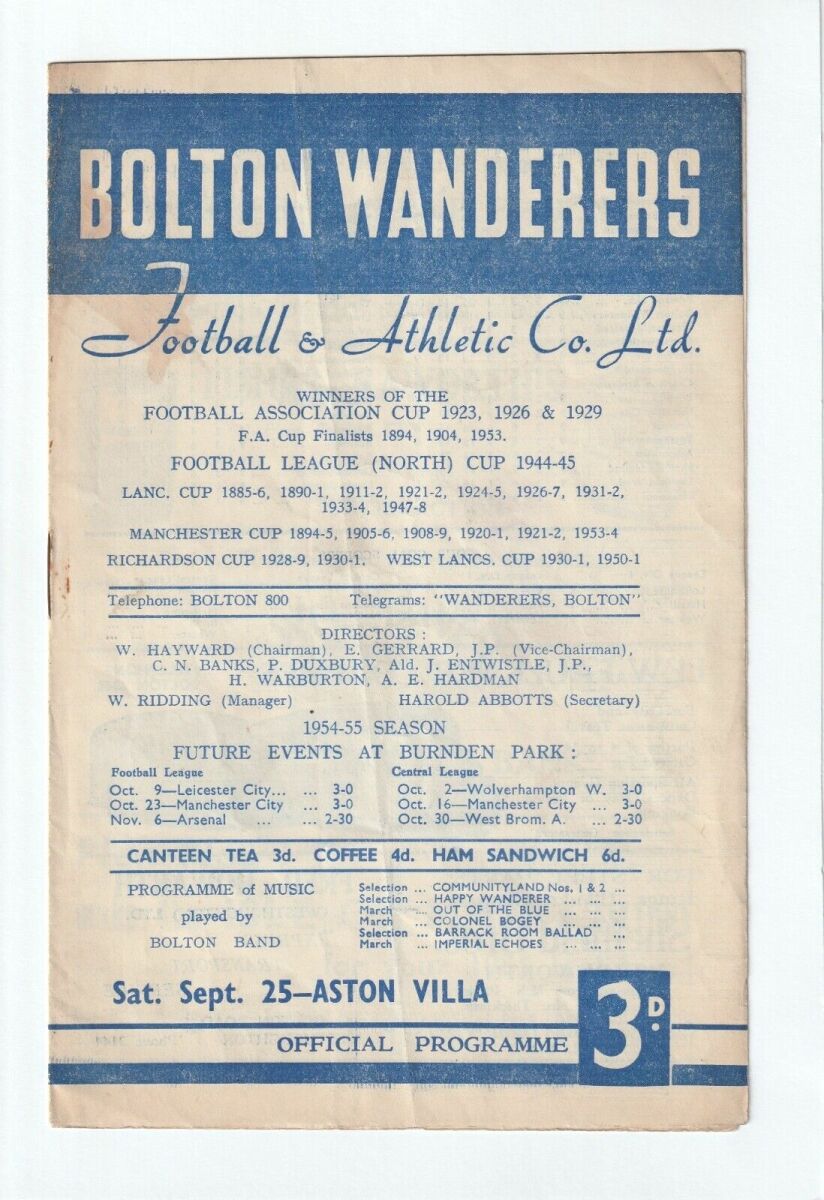 BOLTON WANDERERS
Football & Athletic Co. Ltd.
WINNERS OF THE
FOOTBALL ASSOCIATION CUP 1923, 1926 & 1929
F.A. Cup Finalists 1894, 1904, 1953.
FOOTBALL LEAGUE (NORTH) CUP 1944-45
LANC. CUP 1885-6, 1890-1, 1911-2, 1921-2, 1924-5, 1926-7, 1931-2,
1933-4, 1947-8
MANCHESTER CUP 1894-5, 1905-6, 1908-9, 1920-1, 1921-2, 1953-4
RICHARDSON CUP 1928-9, 1930-1. WEST LANCS. CUP 1930-1, 1950-1
Telephone: BOLTON 800 Telegrams: "WANDERERS, BOLTON"
DIRECTORS :
W. HAYWARD (Chairman), E. GERRARD, J.P. (Vice-Chairman),
C. N. BANKS, P. DUXBURY, Ald. J. ENTWISTLE, J.P.,
H. WARBURTON, A. E. HARDMAN
W. RIDDING (Manager) HAROLD ABBOTTS (Secretary)
1954-55 SEASON
FUTURE EVENTS AT BURNDEN PARK :
Football League Central League
Oct. 9—Leicester City... ... 3-0 Oct. 2—Wolverhampton W. 3-0
Oct. 23—Manchester City ... 3-0 Oct. 16—Manchester City ... 3-0
Nov. 6—Arsenal ... ... 2-30 Oct. 30—West Brom. A. ... 2-30
CANTEEN TEA 3d. COFFEE 4d. HAM SANDWICH 6d.
PROGRAMME of MUSIC
played by
BOLTON BAND
Selection ... COMMUNITYLAND Nos. 1 & 2 ...
Selection ... HAPPY WANDERER ... ... ...
March ... OUT OF THE BLUE ... ... ...
March ... COLONEL BOGEY ... ... ...
Selection ... BARRACK ROOM BALLAD ...
March ... IMPERIAL ECHOES ... ... ...
Sat. Sept. 25—ASTON VILLA
OFFICIAL PROGRAMME
3D.